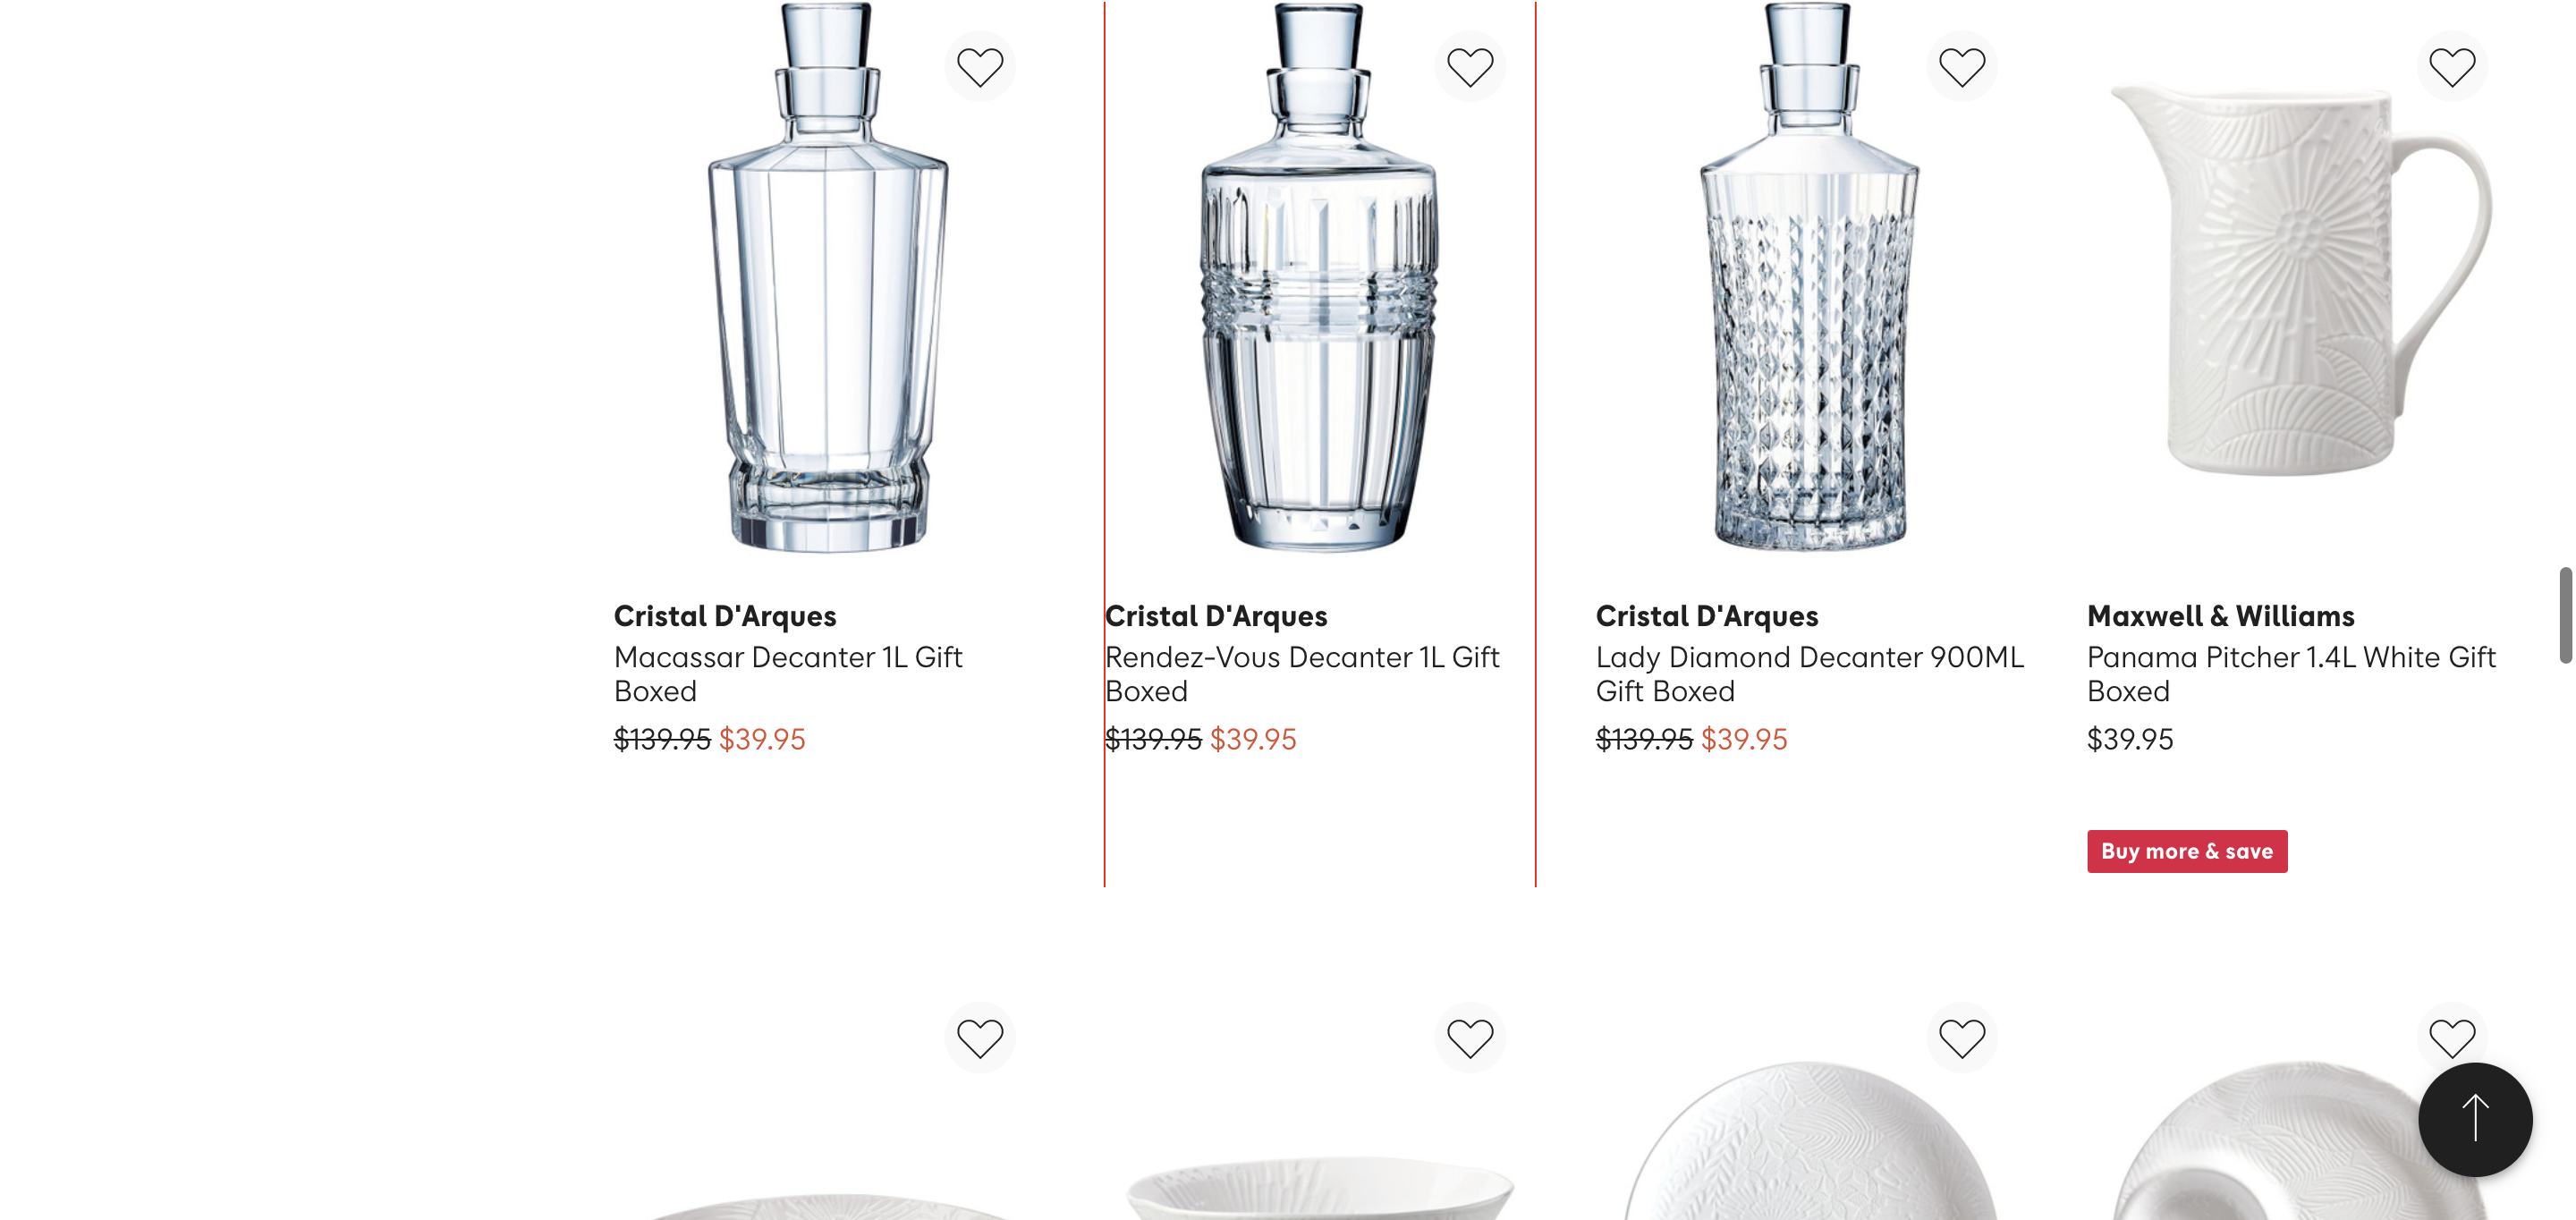 Cristal D'Arques
Macassar Decanter 1L Gift
Boxed
$139.95 $39.95
Cristal D'Arques
Rendez-Vous Decanter 1L Gift
Boxed
$139.95 $39.95
Cristal D'Arques
Lady Diamond Decanter 900ML
Gift Boxed
$139.95 $39.95
Maxwell & Williams
Panama Pitcher 1.4L White Gift
Boxed
$39.95
Buy more & save